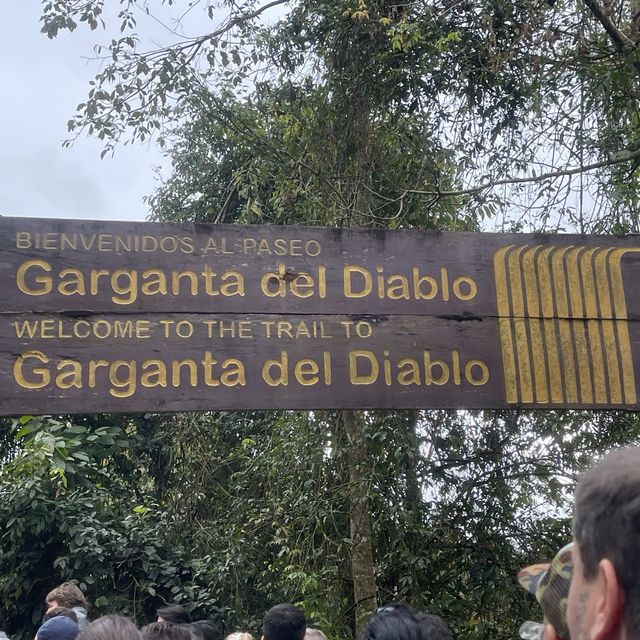 BIENVENIDOS AL PASEO
Garganta del Diablo
WELCOME TO THE TRAIL TO
Garganta del Diablo